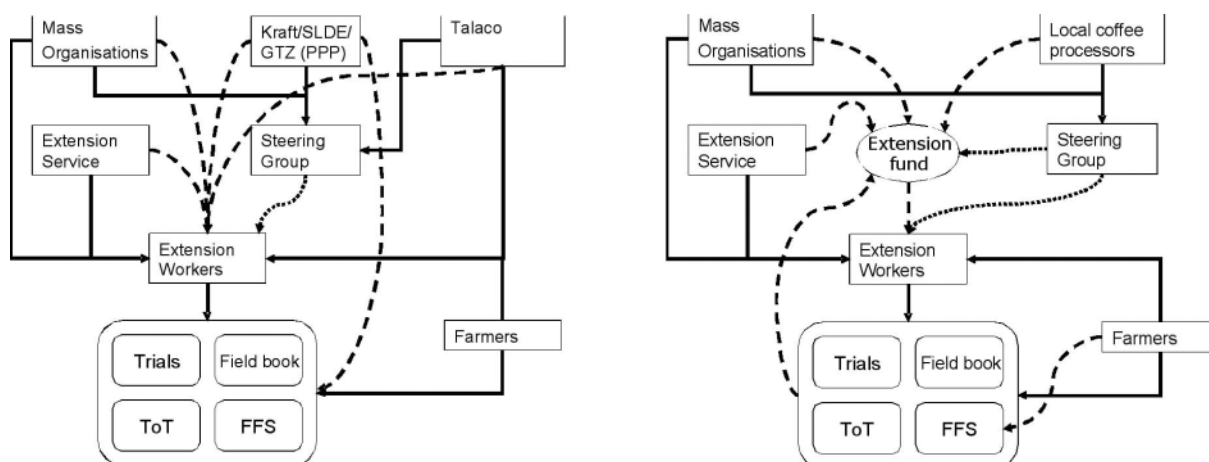 Mass
Organisations
Kraft/SLDE/
GTZ (PPP)
Talaco
Extension
Service
Steering
Group
Extension
Workers
Farmers
Trials
Field book
ToT
FFS
Mass
Organisations
Local coffee
processors
Extension
Service
Extension
fund
Steering
Group
Extension
Workers
Farmers
Trials
Field book
ToT
FFS